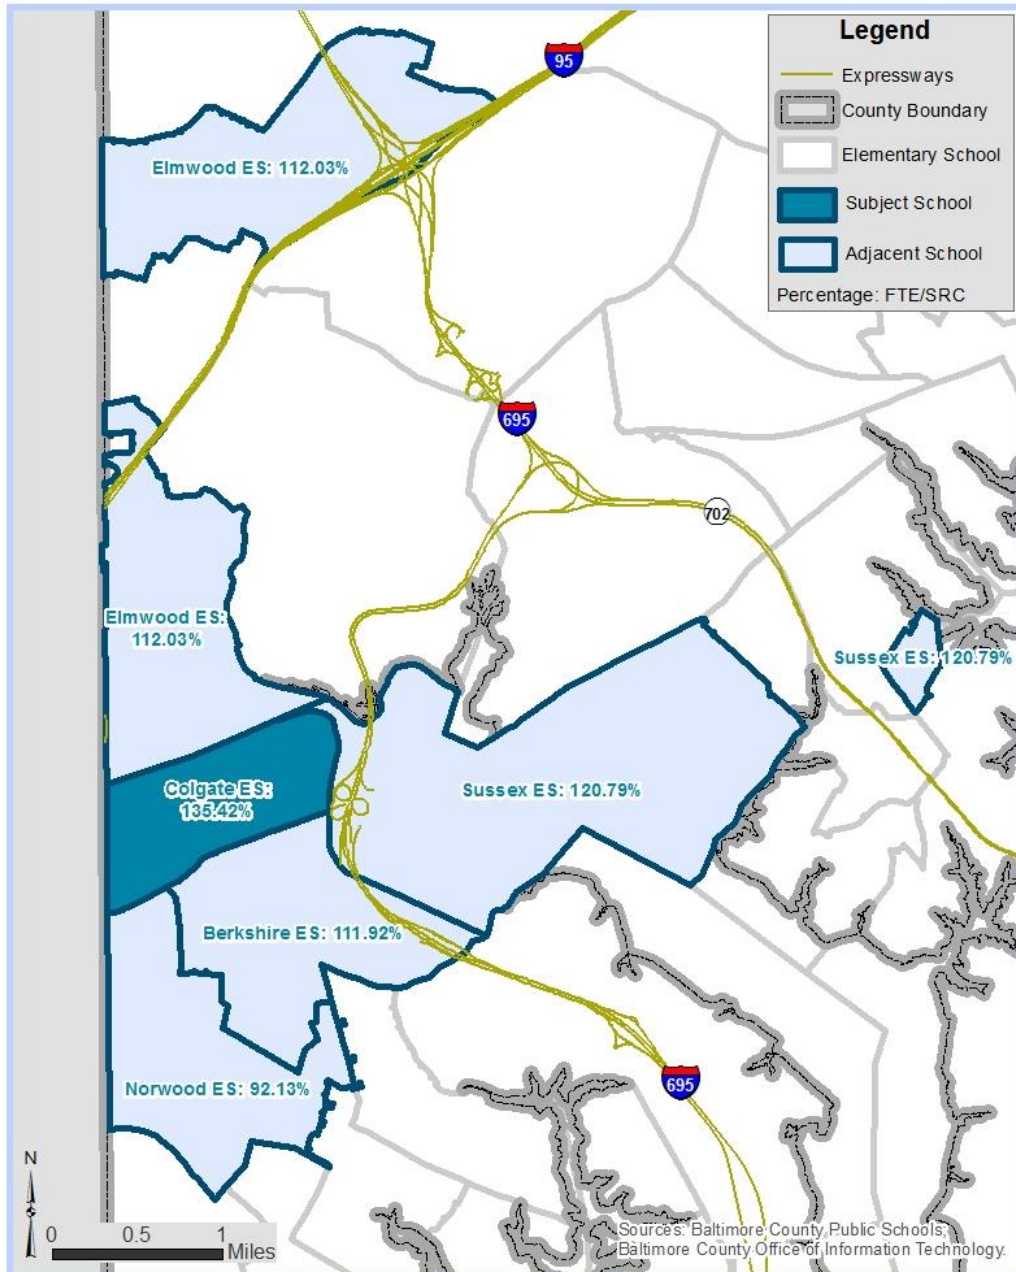 Legend
Expressways
County Boundary
Elementary School
Subject School
Adjacent School
Percentage: FTE/SRC
95
Elmwood ES: 112.03%
695
702
Elmwood ES:
112.03%
Sussex ES: 120.79%
Colgate ES:
135.42%
Sussex ES: 120.79%
Berkshire ES: 111.92%
Norwood ES: 92.13%
695
N
0 0.5 1
Miles
Sources: Baltimore County Public Schools;
Baltimore County Office of Information Technology.